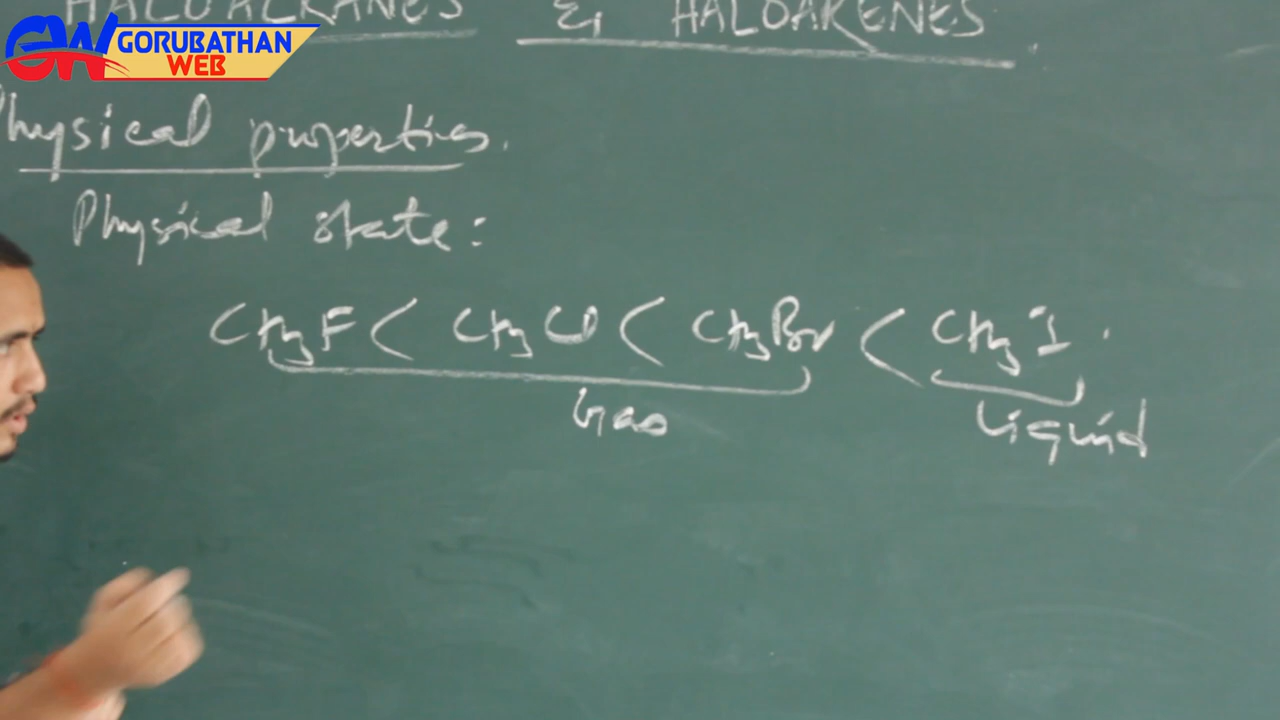 HALOALKANES & HALOARENES
GORUBATHAN
WEB
Physical properties.
Physical state:
CH3F < CH3Cl < CH3Br < CH3I.
Gas
Liquid